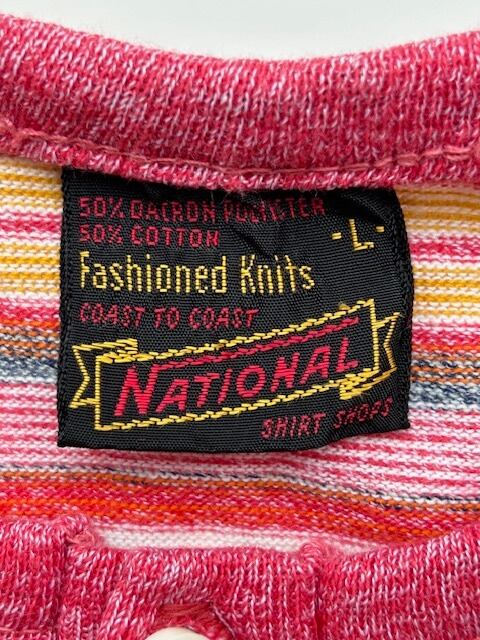 50% DACRON POLYESTER
50% COTTON
-L-
Fashioned Knits
COAST TO COAST
NATIONAL
SHIRT SHOPS